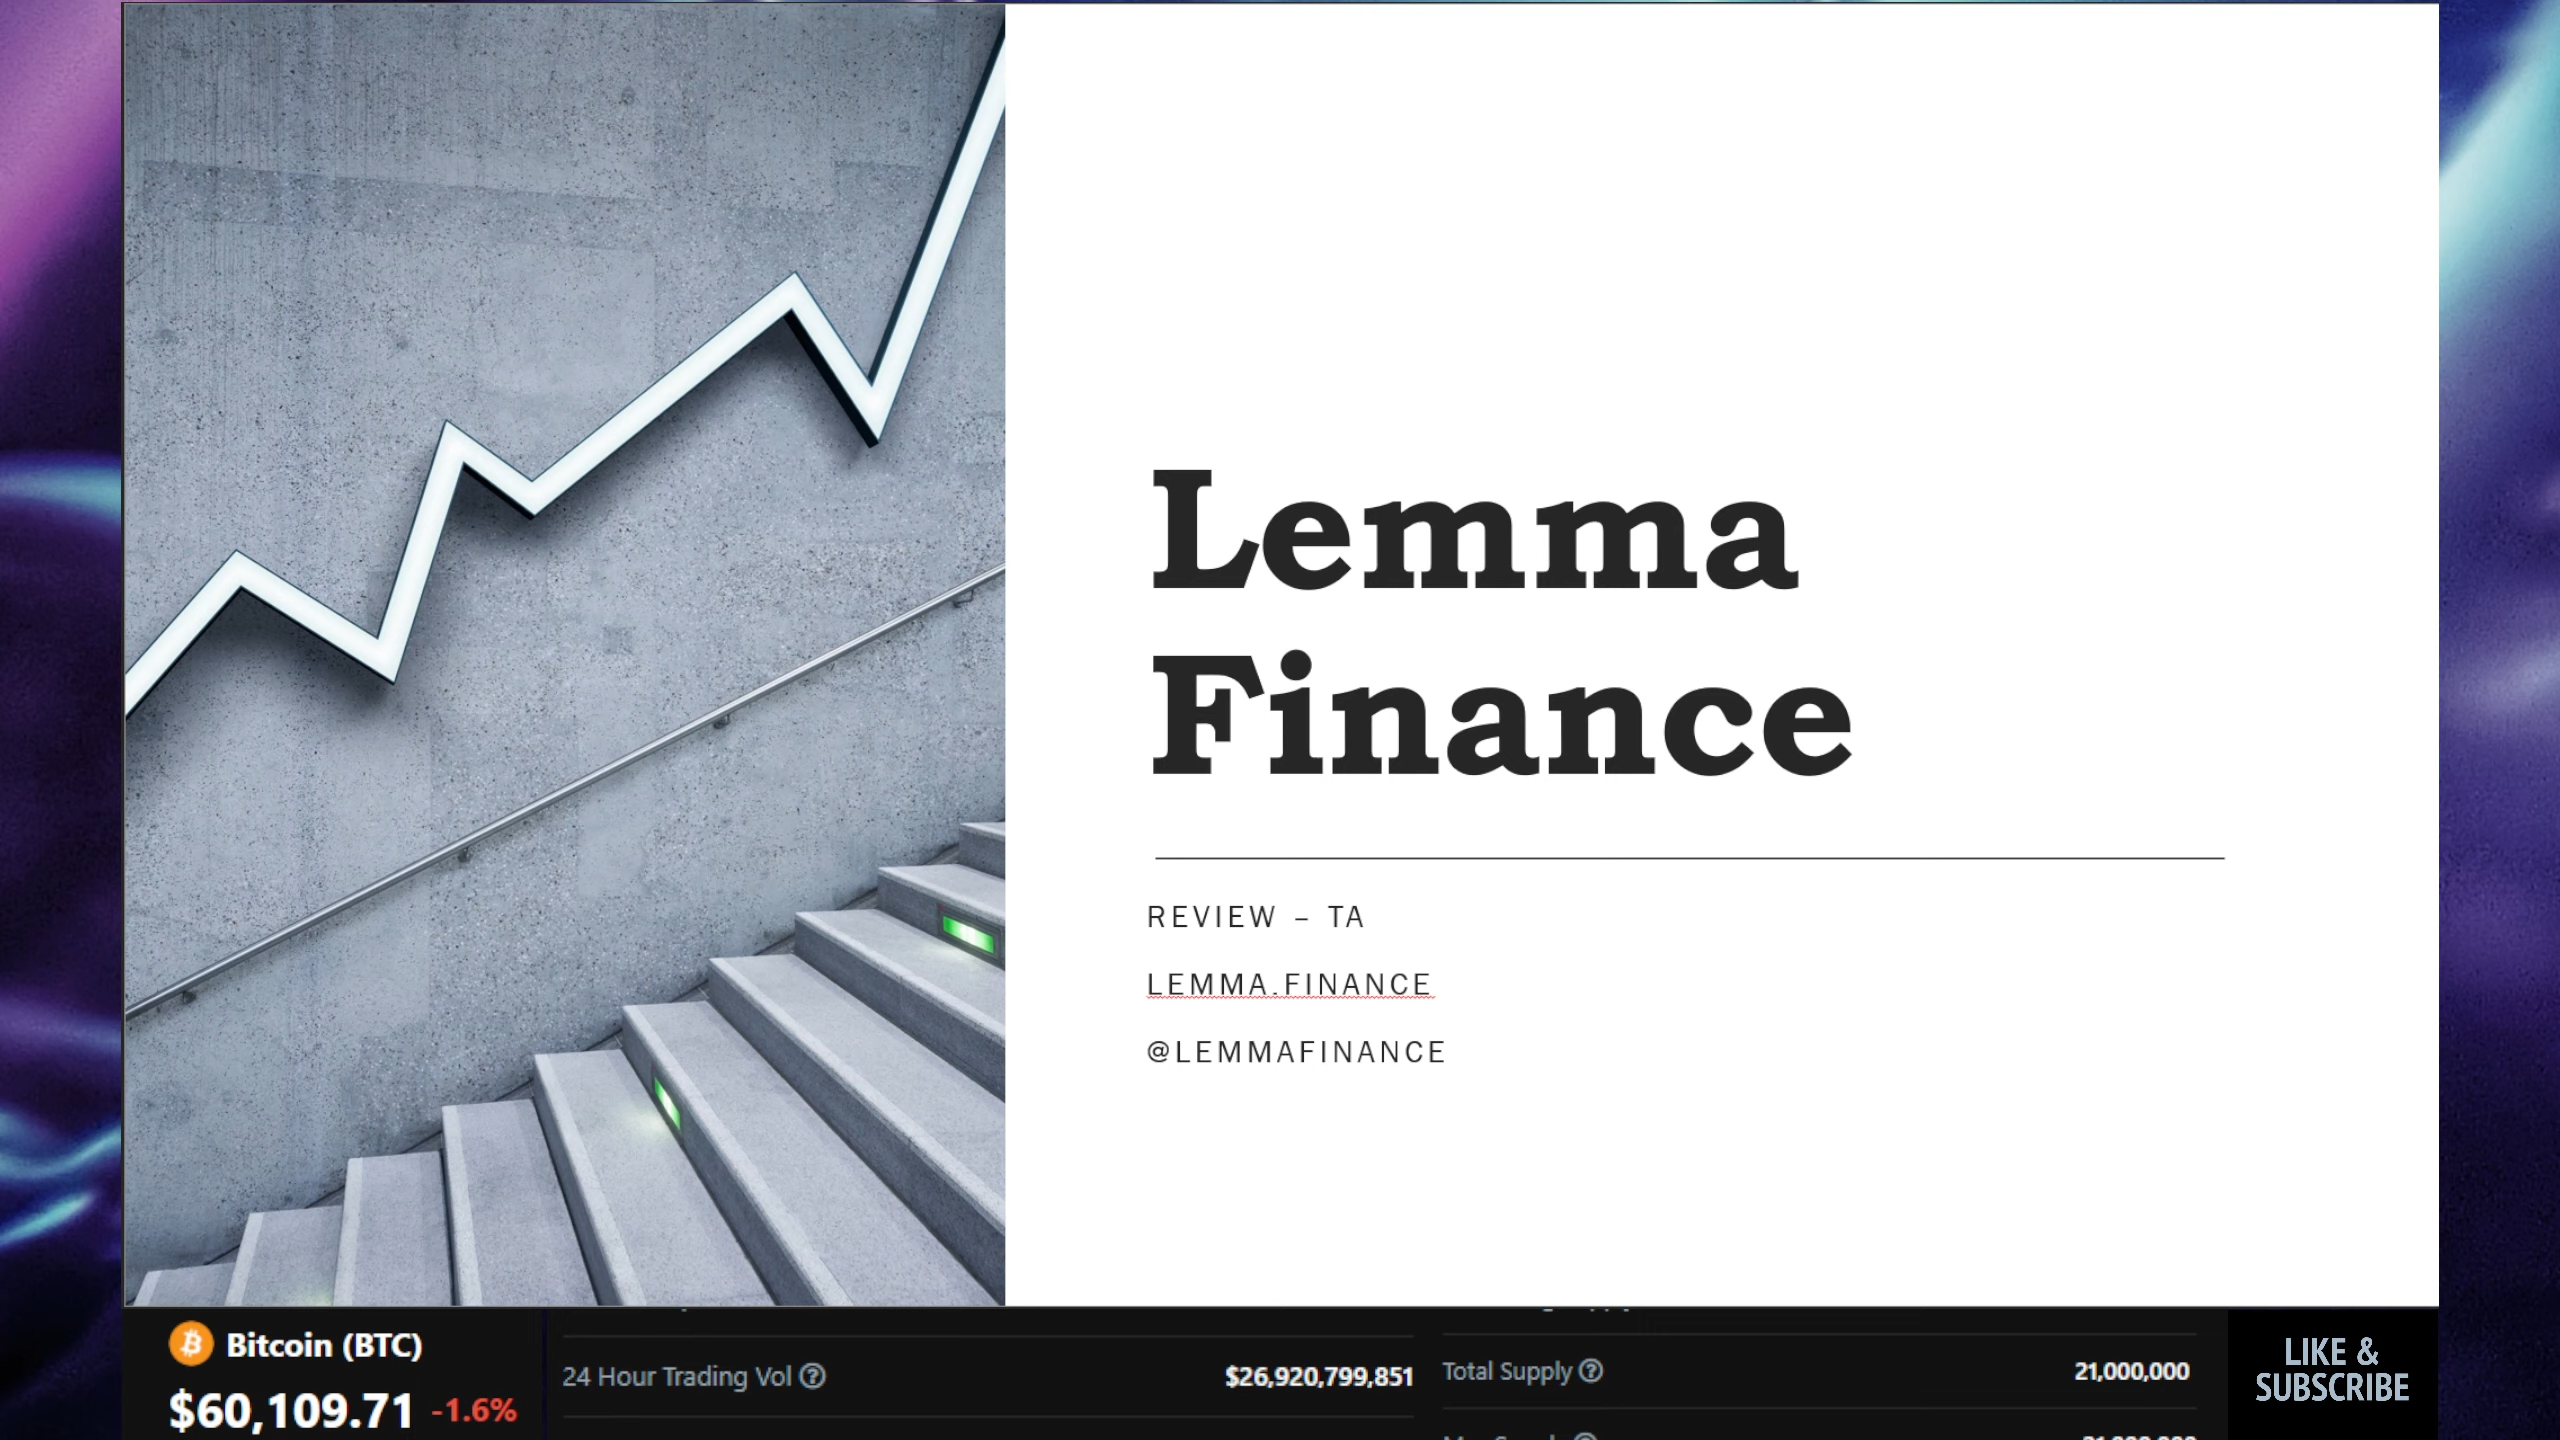 Lemma
Finance
REVIEW – TA
LEMMA.FINANCE
@LEMMAFINANCE
Bitcoin (BTC)
$60,109.71 -1.6%
24 Hour Trading Vol $26,920,799,851
Total Supply 21,000,000
LIKE &
SUBSCRIBE